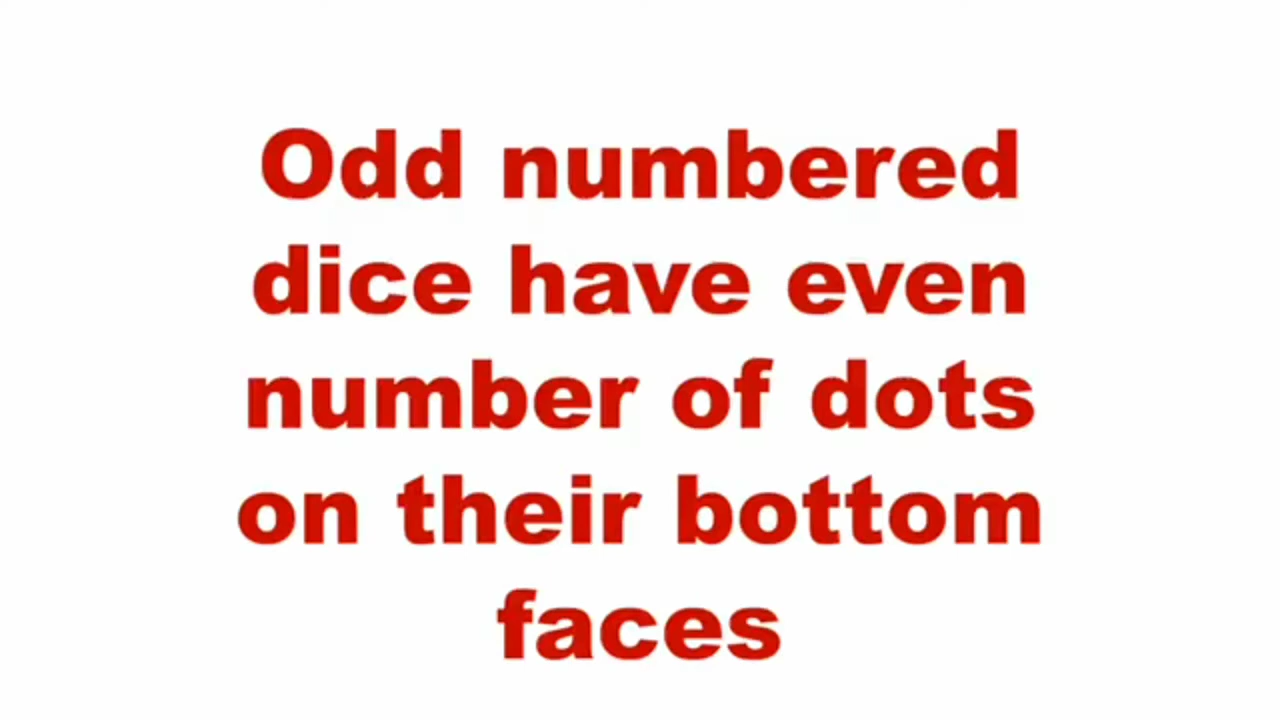 Odd numbered
dice have even
number of dots
on their bottom
faces